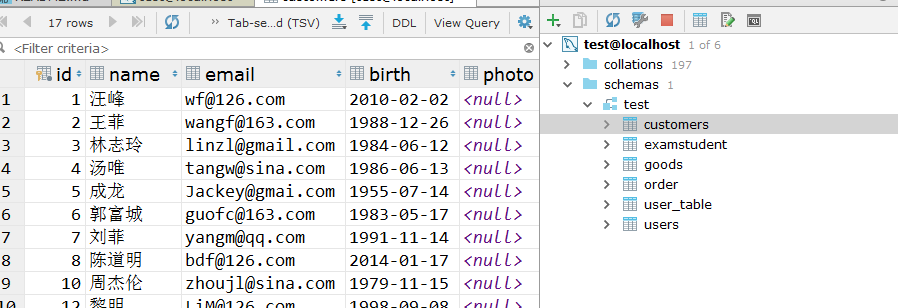 17 rows
Tab-se...d (TSV)
DDL
View Query
<Filter criteria>
id name email birth photo
1 1 汪峰 wf@126.com 2010-02-02 <null>
2 2 王菲 wangf@163.com 1988-12-26 <null>
3 3 林志玲 linzl@gmail.com 1984-06-12 <null>
4 4 汤唯 tangw@sina.com 1986-06-13 <null>
5 5 成龙 Jackey@gmai.com 1955-07-14 <null>
6 6 郭富城 guofc@163.com 1983-05-17 <null>
7 7 刘菲 yangm@qq.com 1991-11-14 <null>
8 8 陈道明 bdf@126.com 2014-01-17 <null>
9 10 周杰伦 zhoujl@sina.com 1979-11-15 <null>
10 12 黎明 LiM@126.com 1998-09-08 <null>
test@localhost 1 of 6
collations 197
schemas 1
test
customers
examstudent
goods
order
user_table
users